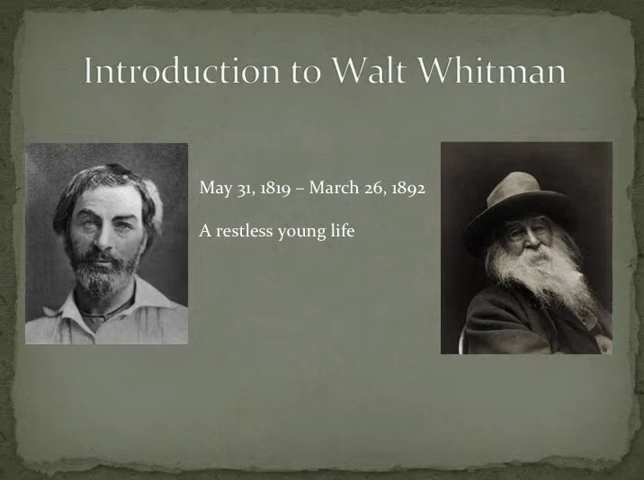 Introduction to Walt Whitman
May 31, 1819 – March 26, 1892
A restless young life